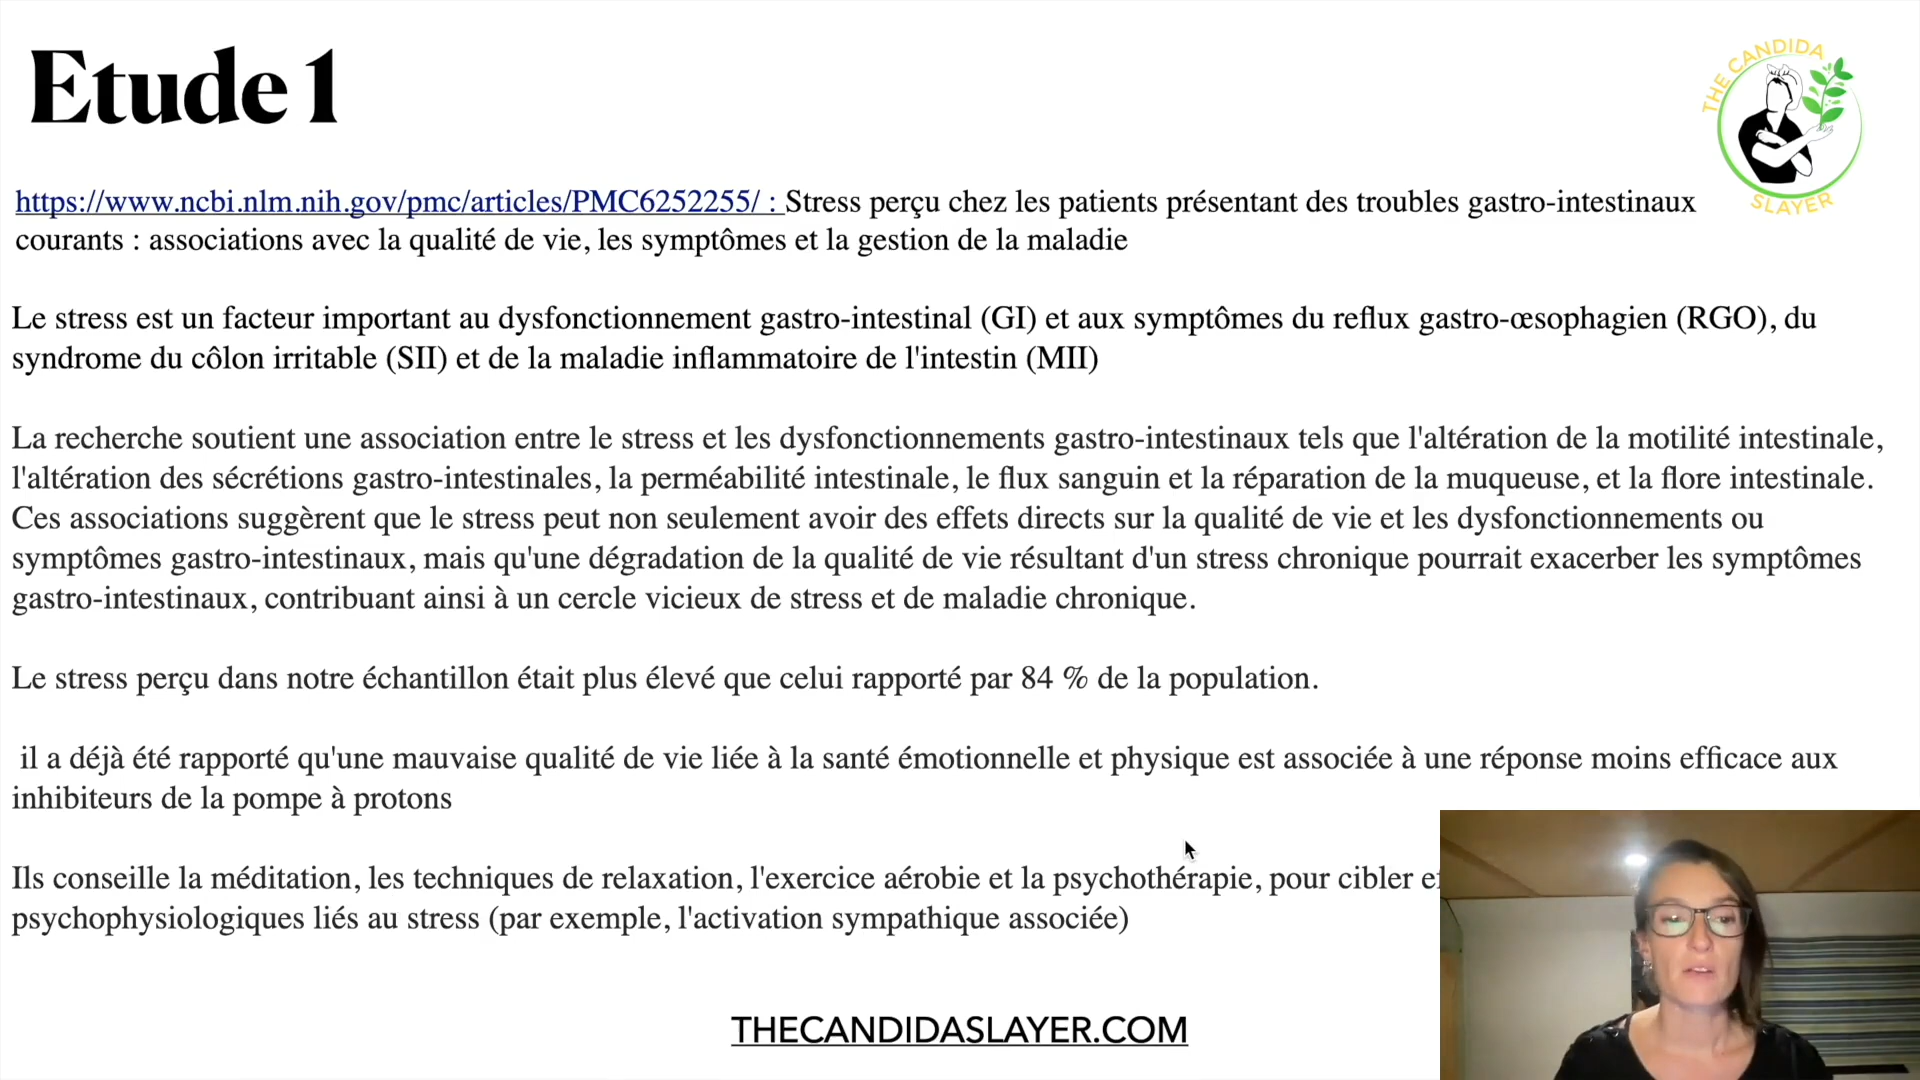 Etude 1
THE CANDIDA
SLAYER
https://www.ncbi.nlm.nih.gov/pmc/articles/PMC6252255/ : Stress perçu chez les patients présentant des troubles gastro-intestinaux
courants : associations avec la qualité de vie, les symptômes et la gestion de la maladie
Le stress est un facteur important au dysfonctionnement gastro-intestinal (GI) et aux symptômes du reflux gastro-œsophagien (RGO), du
syndrome du côlon irritable (SII) et de la maladie inflammatoire de l'intestin (MII)
La recherche soutient une association entre le stress et les dysfonctionnements gastro-intestinaux tels que l'altération de la motilité intestinale,
l'altération des sécrétions gastro-intestinales, la perméabilité intestinale, le flux sanguin et la réparation de la muqueuse, et la flore intestinale.
Ces associations suggèrent que le stress peut non seulement avoir des effets directs sur la qualité de vie et les dysfonctionnements ou
symptômes gastro-intestinaux, mais qu'une dégradation de la qualité de vie résultant d'un stress chronique pourrait exacerber les symptômes
gastro-intestinaux, contribuant ainsi à un cercle vicieux de stress et de maladie chronique.
Le stress perçu dans notre échantillon était plus élevé que celui rapporté par 84 % de la population.
il a déjà été rapporté qu'une mauvaise qualité de vie liée à la santé émotionnelle et physique est associée à une réponse moins efficace aux
inhibiteurs de la pompe à protons
Ils conseille la méditation, les techniques de relaxation, l'exercice aérobie et la psychothérapie, pour cibler
psychophysiologiques liés au stress (par exemple, l'activation sympathique associée)
THECANDIDASLAYER.COM